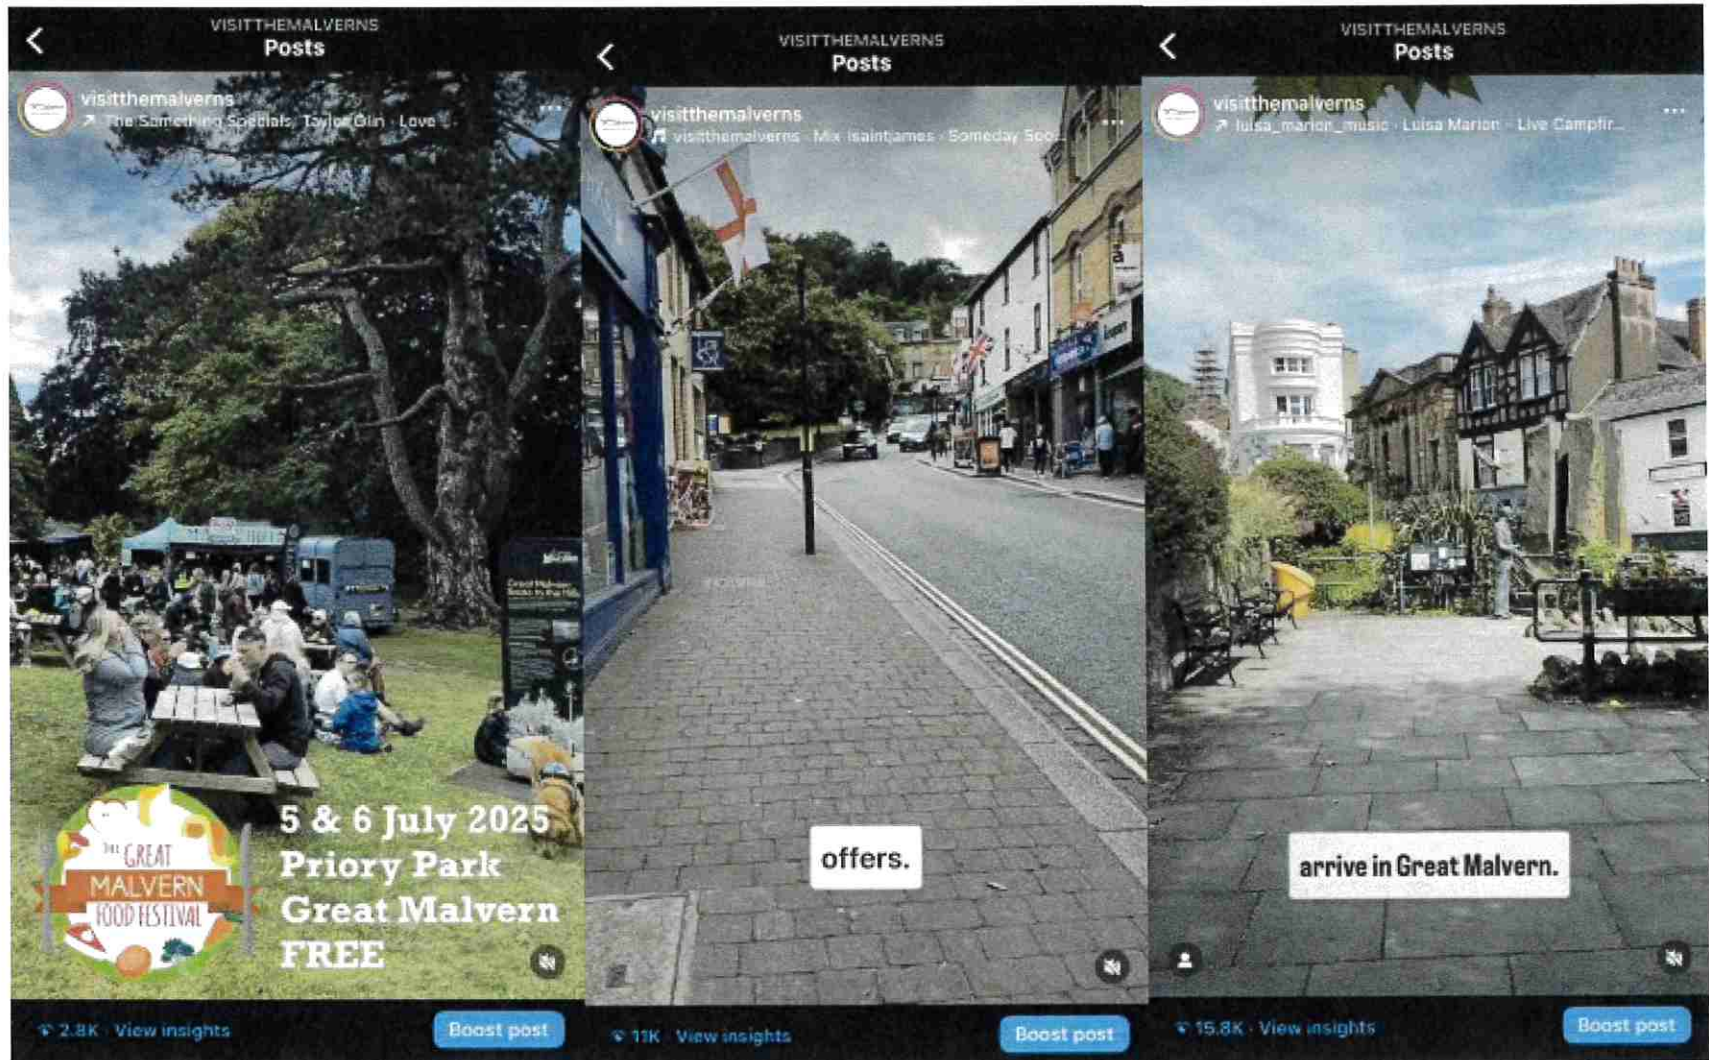 VISITTHEMALVERNS
Posts
visitthemalverns
The Something Specials, Taylor Olin · Love
THE GREAT
MALVERN
FOOD FESTIVAL
5 & 6 July 2025
Priory Park
Great Malvern
FREE
2.8K · View insights
Boost post
VISITTHEMALVERNS
Posts
visitthemalverns
visitthemalverns · Mix isaintjames · Someday Soo...
offers.
11K View insights
Boost post
VISITTHEMALVERNS
Posts
visitthemalverns
luisa_marion_music · Luisa Marion - Live Campfir...
arrive in Great Malvern.
15.8K · View insights
Boost post